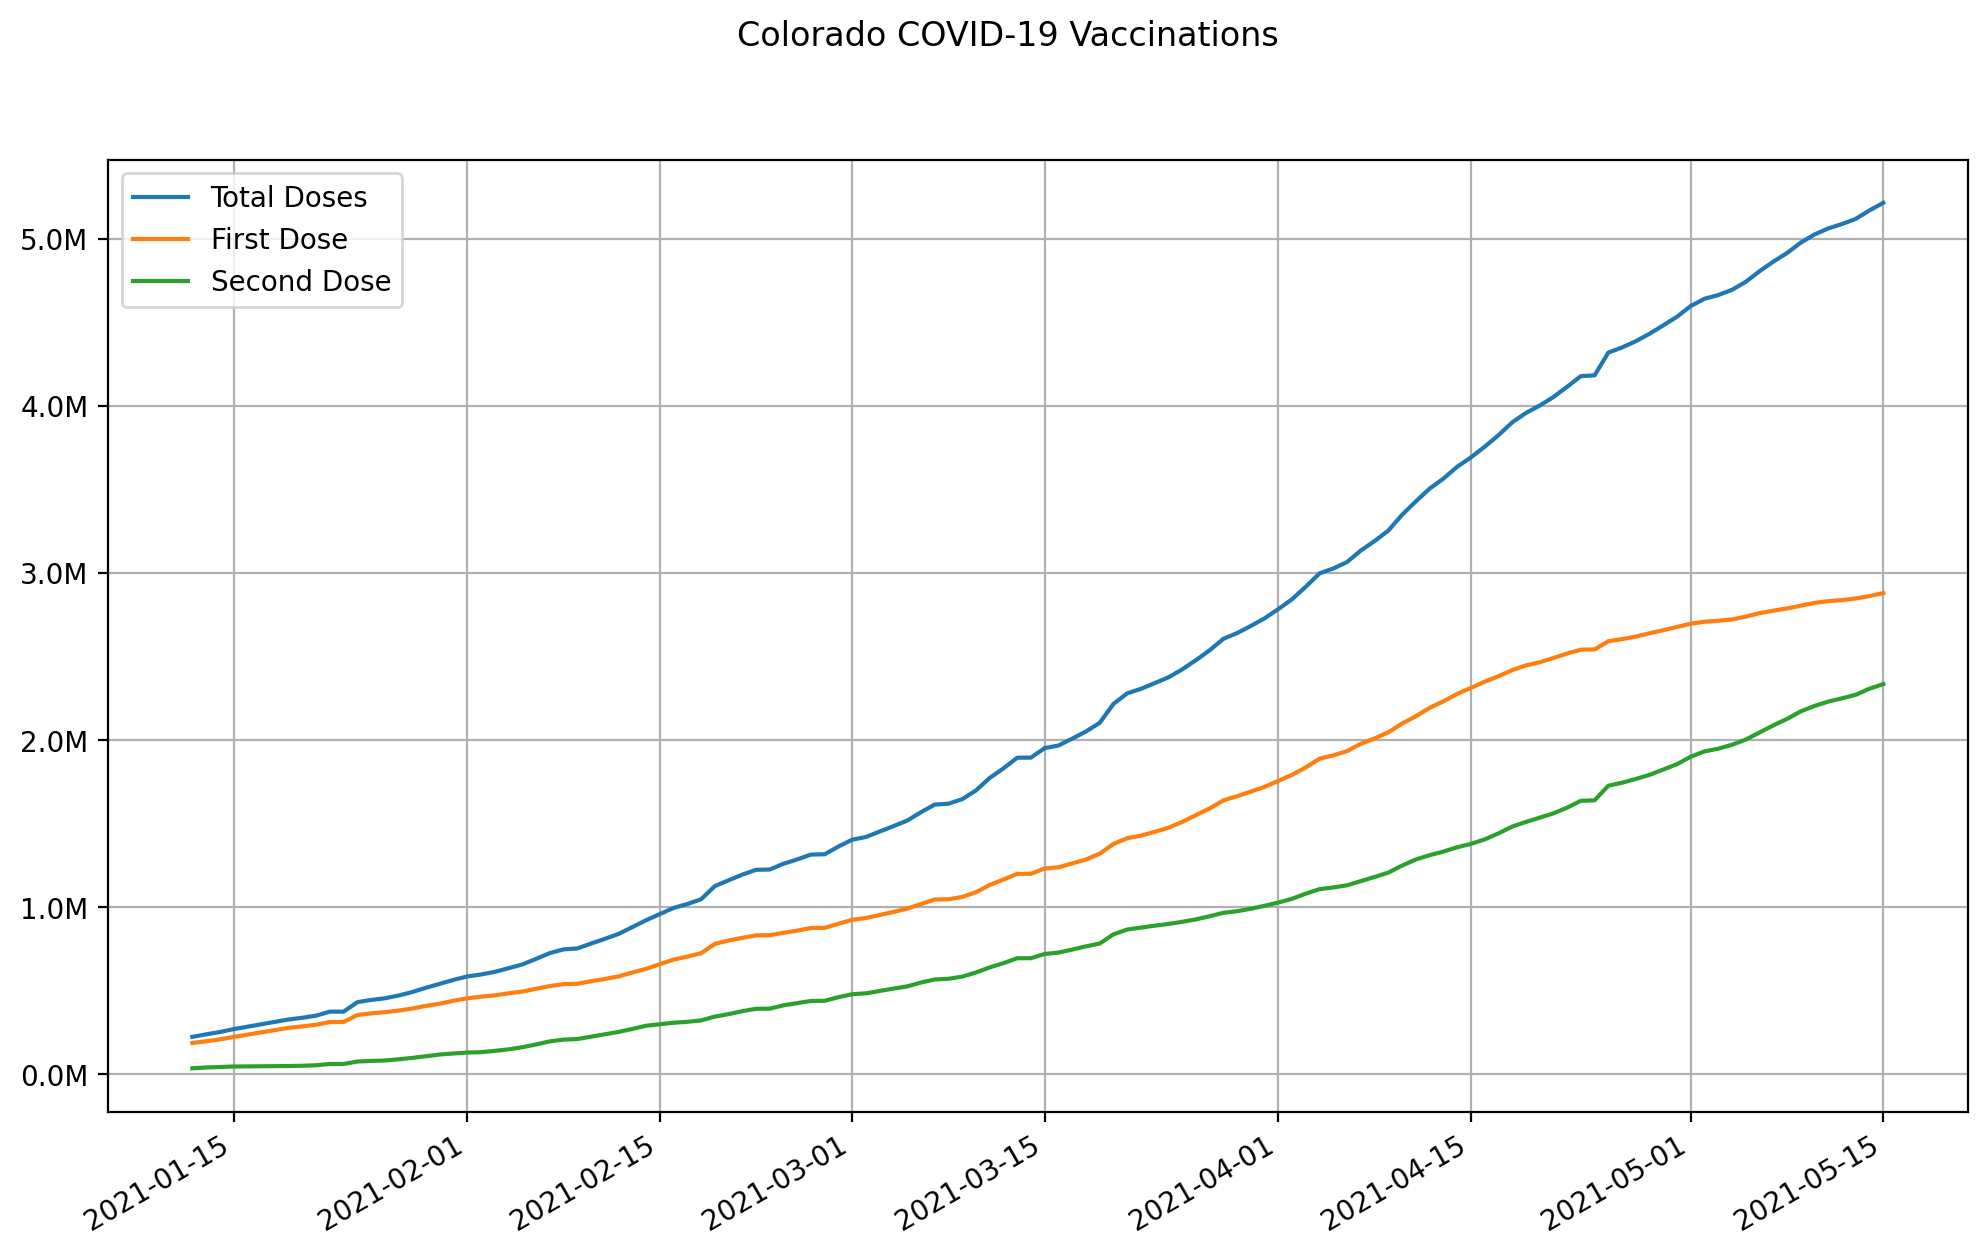 Colorado COVID-19 Vaccinations
Total Doses
First Dose
Second Dose
5.0M
4.0M
3.0M
2.0M
1.0M
0.0M
2021-01-15
2021-02-01
2021-02-15
2021-03-01
2021-03-15
2021-04-01
2021-04-15
2021-05-01
2021-05-15